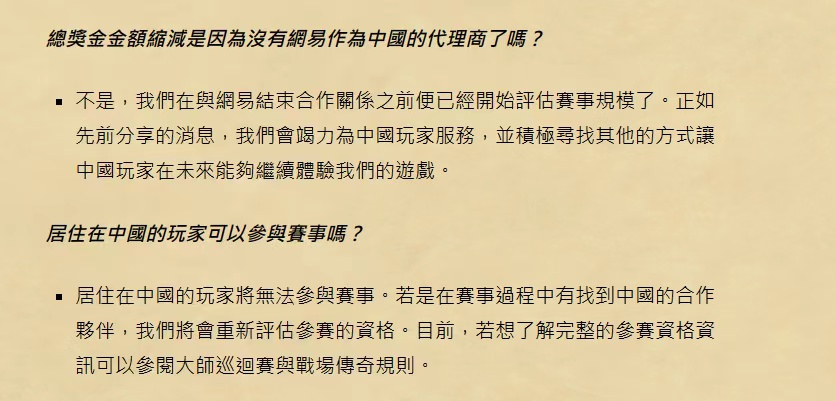 總獎金金額縮減是因為沒有網易作為中國的代理商了嗎？
▪ 不是，我們在與網易結束合作關係之前便已經開始評估賽事規模了。正如
先前分享的消息，我們會竭力為中國玩家服務，並積極尋找其他的方式讓
中國玩家在未來能夠繼續體驗我們的遊戲。
居住在中國的玩家可以參與賽事嗎？
▪ 居住在中國的玩家將無法參與賽事。若是在賽事過程中有找到中國的合作
夥伴，我們將會重新評估參賽的資格。目前，若想了解完整的參賽資格資
訊可以參閱大師巡迴賽與戰場傳奇規則。